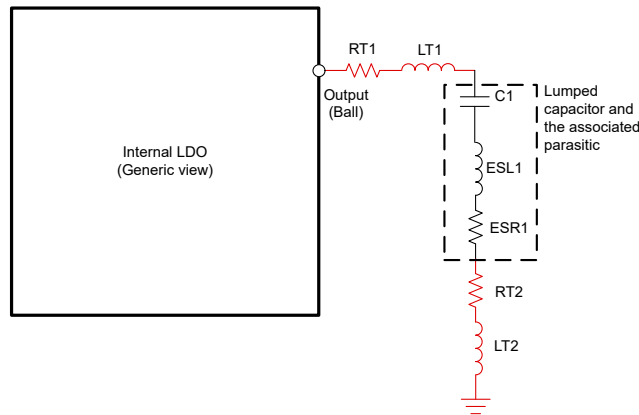 RT1
LT1
Output
(Ball)
C1
Lumped
capacitor and
the associated
parasitic
Internal LDO
(Generic view)
ESL1
ESR1
RT2
LT2